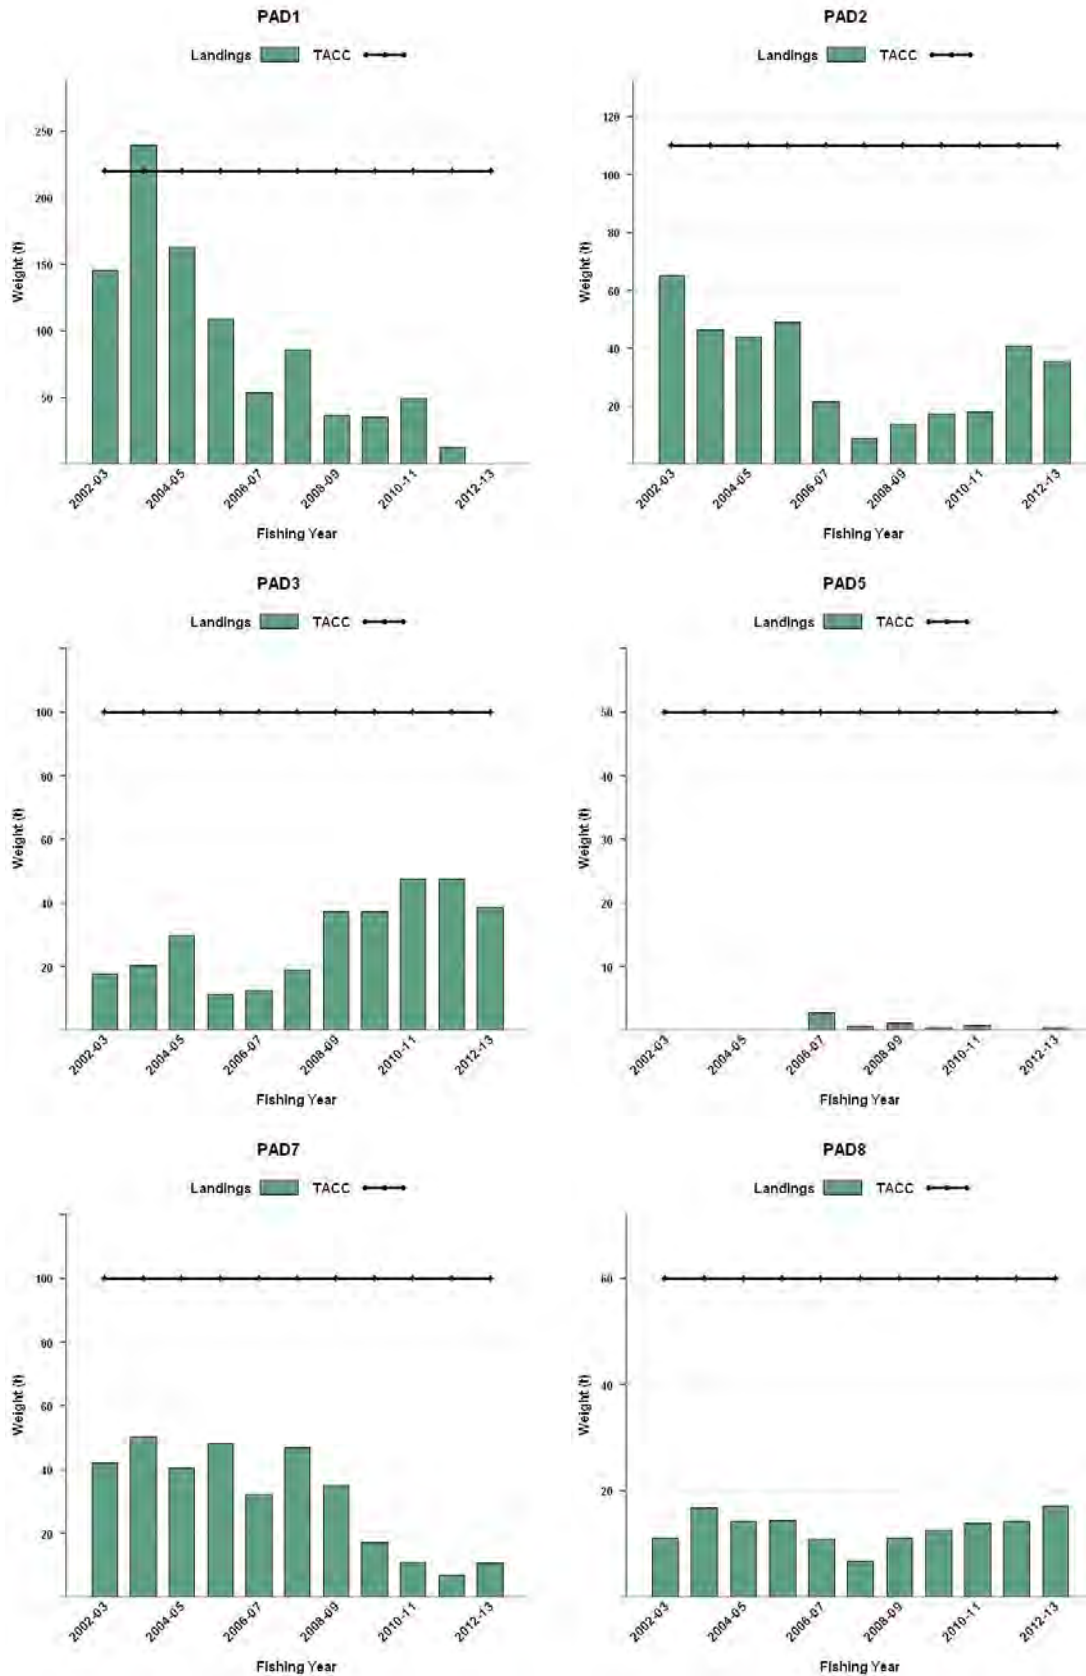 PAD1
Landings TACC
Weight (t)
250
200
150
100
50
2002-03 2004-05 2006-07 2008-09 2010-11 2012-13
Fishing Year
PAD2
Landings TACC
Weight (t)
120
100
80
60
40
20
2002-03 2004-05 2006-07 2008-09 2010-11 2012-13
Fishing Year
PAD3
Landings TACC
Weight (t)
100
80
60
40
20
2002-03 2004-05 2006-07 2008-09 2010-11 2012-13
Fishing Year
PAD5
Landings TACC
Weight (t)
50
40
30
20
10
2002-03 2004-05 2006-07 2008-09 2010-11 2012-13
Fishing Year
PAD7
Landings TACC
Weight (t)
100
80
60
40
20
2002-03 2004-05 2006-07 2008-09 2010-11 2012-13
Fishing Year
PAD8
Landings TACC
Weight (t)
60
40
20
2002-03 2004-05 2006-07 2008-09 2010-11 2012-13
Fishing Year